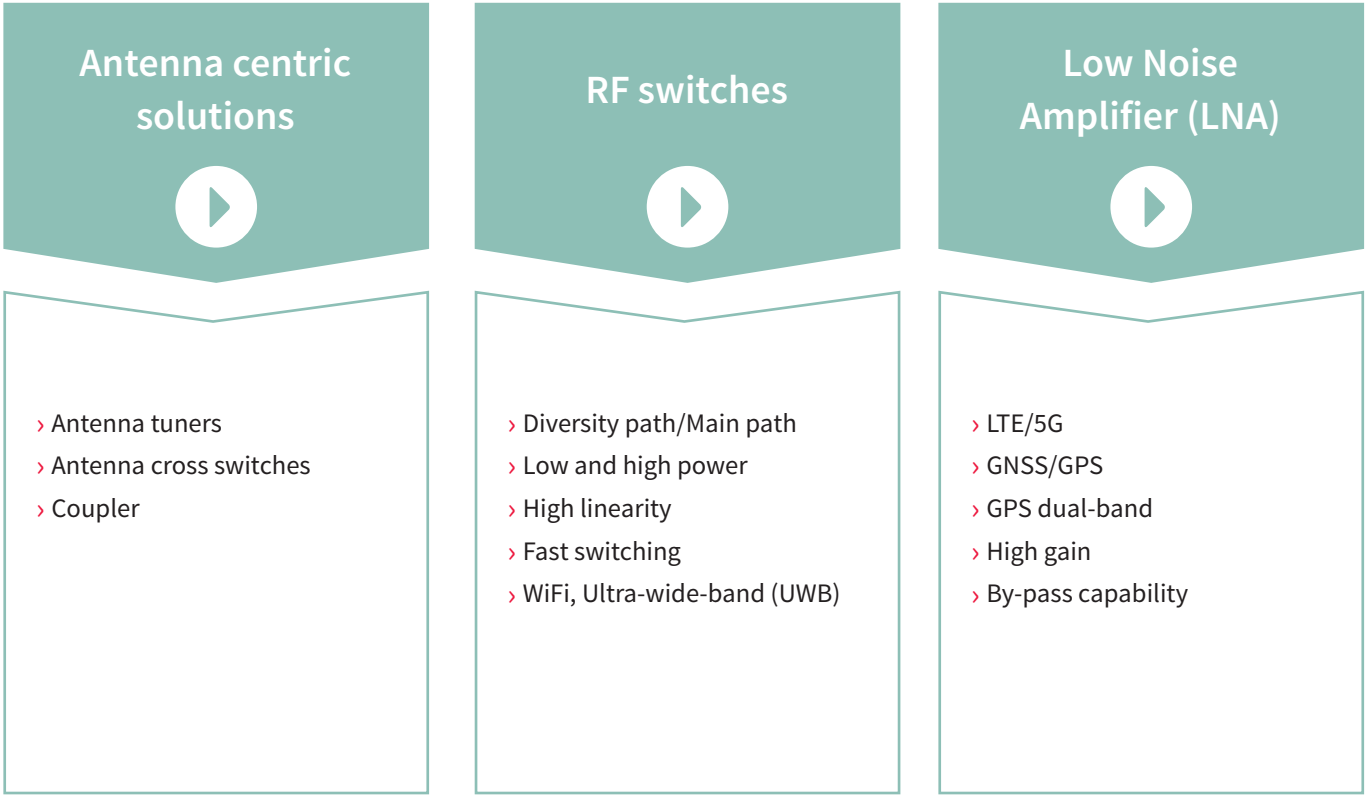 Antenna centric
solutions
› Antenna tuners
› Antenna cross switches
› Coupler
RF switches
› Diversity path/Main path
› Low and high power
› High linearity
› Fast switching
› WiFi, Ultra-wide-band (UWB)
Low Noise
Amplifier (LNA)
› LTE/5G
› GNSS/GPS
› GPS dual-band
› High gain
› By-pass capability